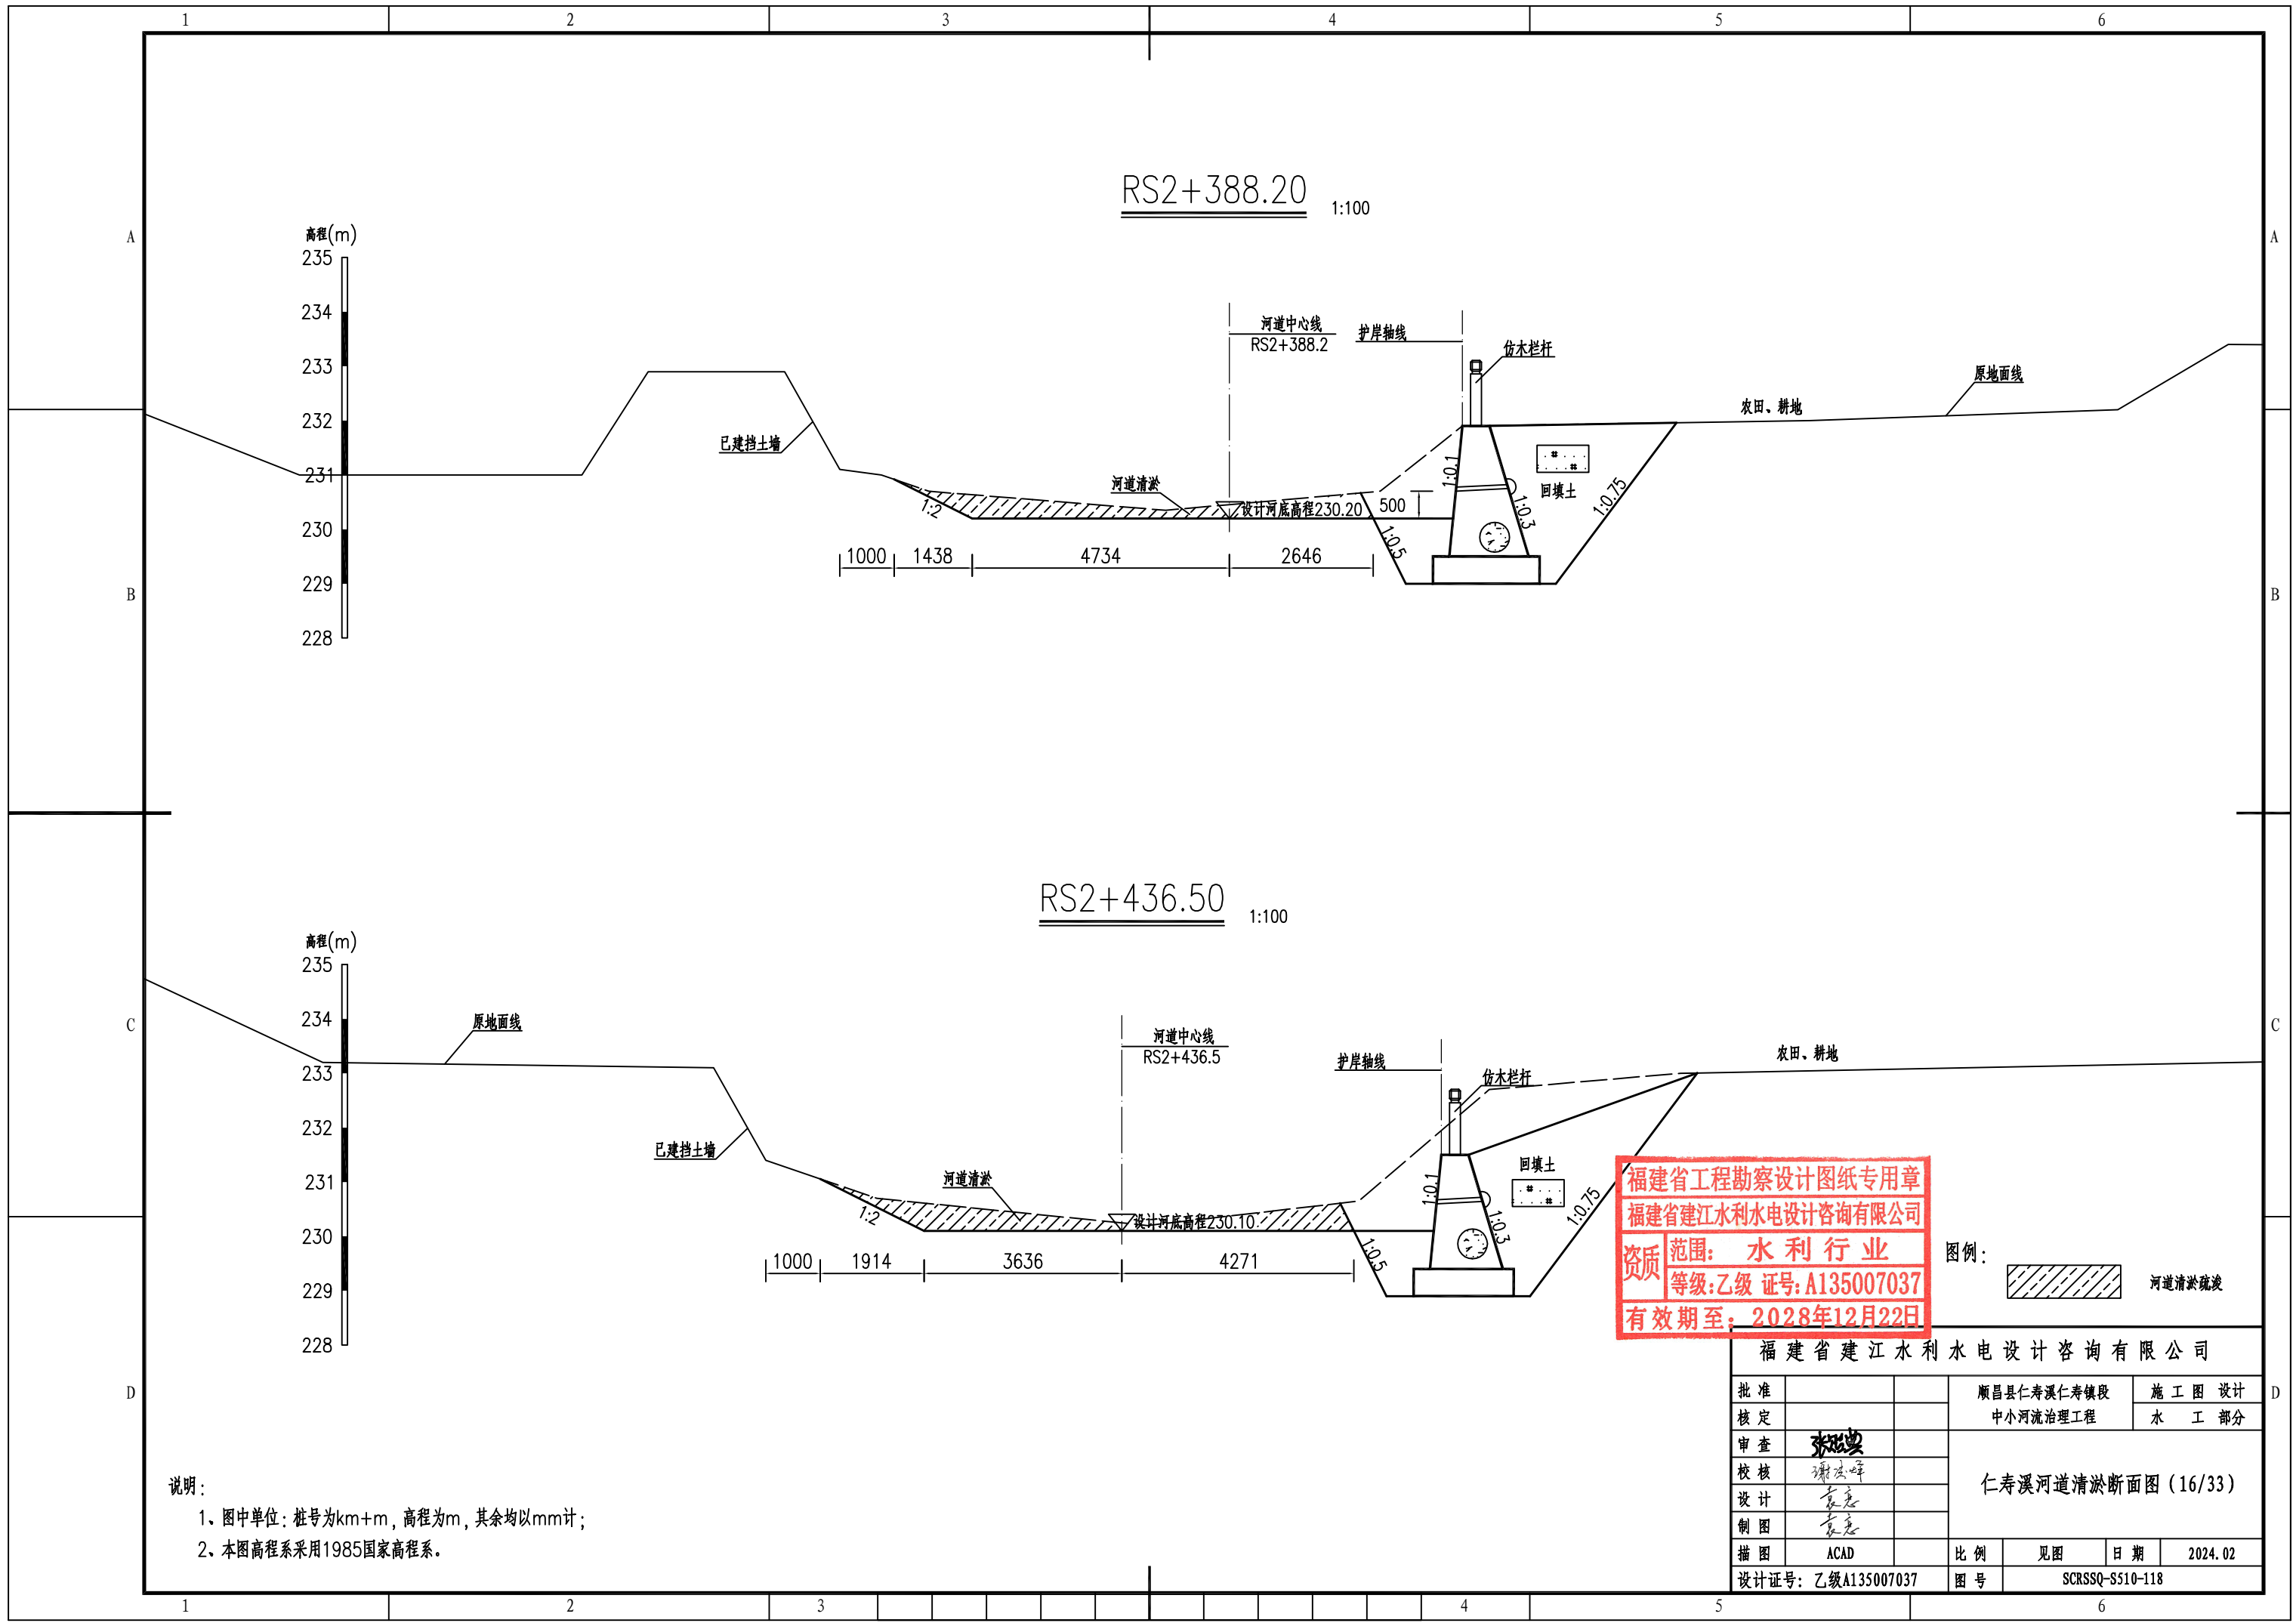 1 2 3 4 5 6
RS2+388.20 1:100
高程(m)
235
234
233
232
231
230
229
228
河道中心线
RS2+388.2
护岸轴线
仿木栏杆
原地面线
农田、耕地
已建挡土墙
河道清淤
设计河底高程230.20
500
1:2
1:0.1
1:0.3
1:0.5
1:0.75
回填土
1000 1438 4734 2646
A A
B B
RS2+436.50 1:100
高程(m)
235
234
233
232
231
230
229
228
原地面线
河道中心线
RS2+436.5
护岸轴线
仿木栏杆
农田、耕地
已建挡土墙
河道清淤
设计河底高程230.10
1:2
1:0.1
1:0.3
1:0.5
1:0.75
回填土
1000 1914 3636 4271
C C
D D
福建省工程勘察设计图纸专用章
福建省建江水利水电设计咨询有限公司
资质
范围: 水利行业
等级:乙级 证号:A135007037
有效期至: 2028年12月22日
图例:
河道清淤疏浚
福建省建江水利水电设计咨询有限公司
批准
核定
审查
校核
设计 袁意
制图 袁意
描图 ACAD
设计证号: 乙级A135007037
顺昌县仁寿溪仁寿镇段
中小河流治理工程
施工图 设计
水 工 部分
仁寿溪河道清淤断面图(16/33)
比例 见图 日期 2024.02
图号 SCRSSQ-S510-118
说明:
1、图中单位:桩号为km+m,高程为m,其余均以mm计;
2、本图高程系采用1985国家高程系。
1 2 3 4 5 6